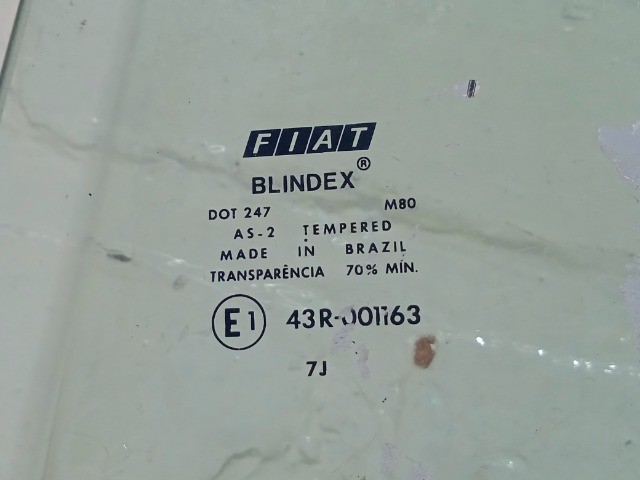 FIAT
BLINDEX®
DOT 247 M80
AS-2 TEMPERED
MADE IN BRAZIL
TRANSPARÊNCIA 70% MÍN.
E1 43R-001163
7J